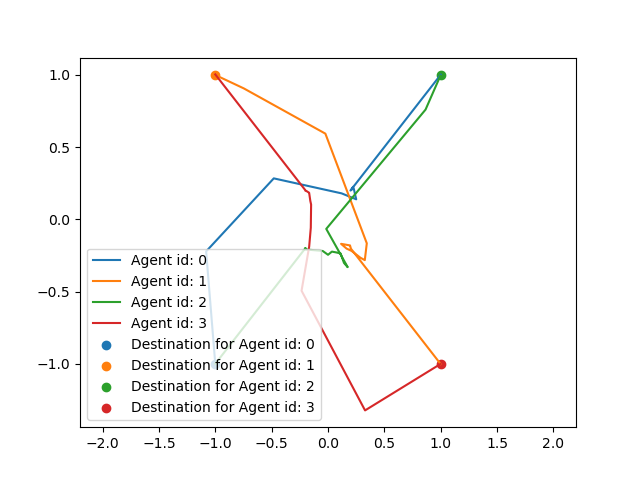 1.0
0.5
0.0
−0.5
−1.0
Agent id: 0
Agent id: 1
Agent id: 2
Agent id: 3
Destination for Agent id: 0
Destination for Agent id: 1
Destination for Agent id: 2
Destination for Agent id: 3
−2.0 −1.5 −1.0 −0.5 0.0 0.5 1.0 1.5 2.0